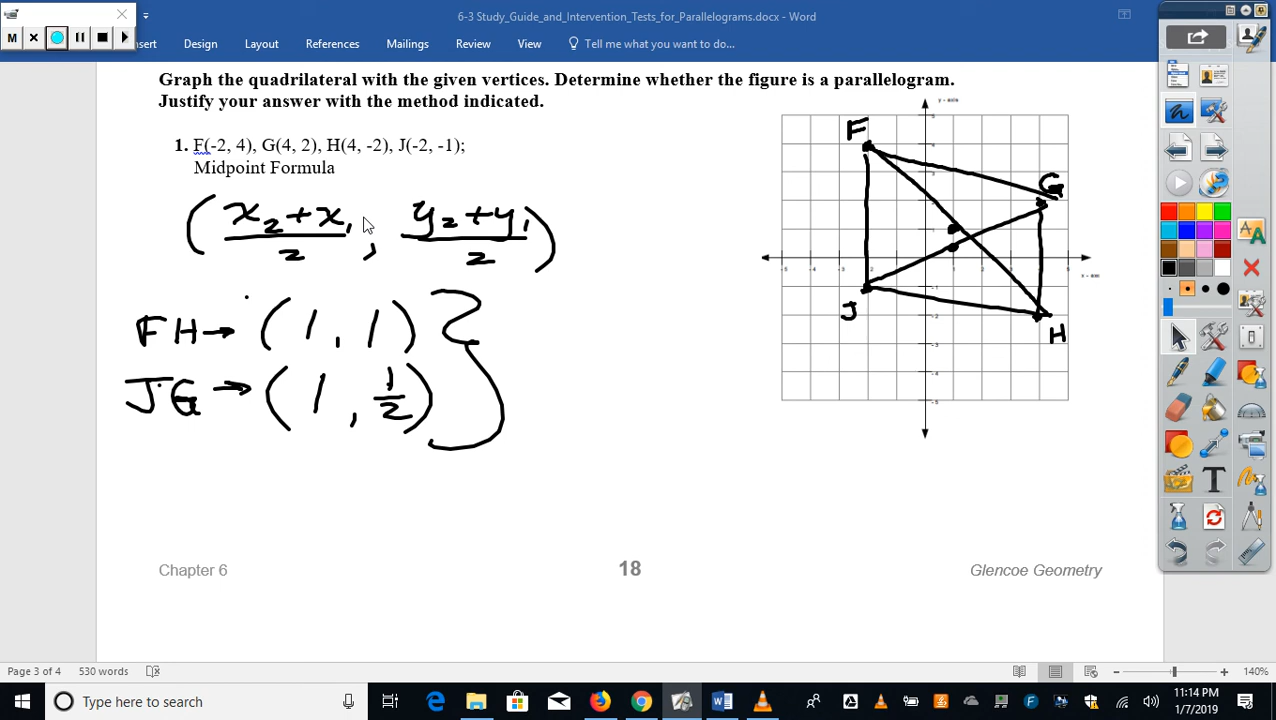 6-3 Study_Guide_and_Intervention_Tests_for_Parallelograms.docx - Word
M
nsert Design Layout References Mailings Review View Tell me what you want to do...
Graph the quadrilateral with the given vertices. Determine whether the figure is a parallelogram.
Justify your answer with the method indicated.
1. F(-2, 4), G(4, 2), H(4, -2), J(-2, -1);
Midpoint Formula
(x₂+x₁/2, y₂+y₁/2)
FH→(1, 1)
JG→(1, 1/2)
y - axis
F
G
J
H
Chapter 6
18
Glencoe Geometry
Page 3 of 4 530 words
140%
Type here to search
11:14 PM
1/7/2019